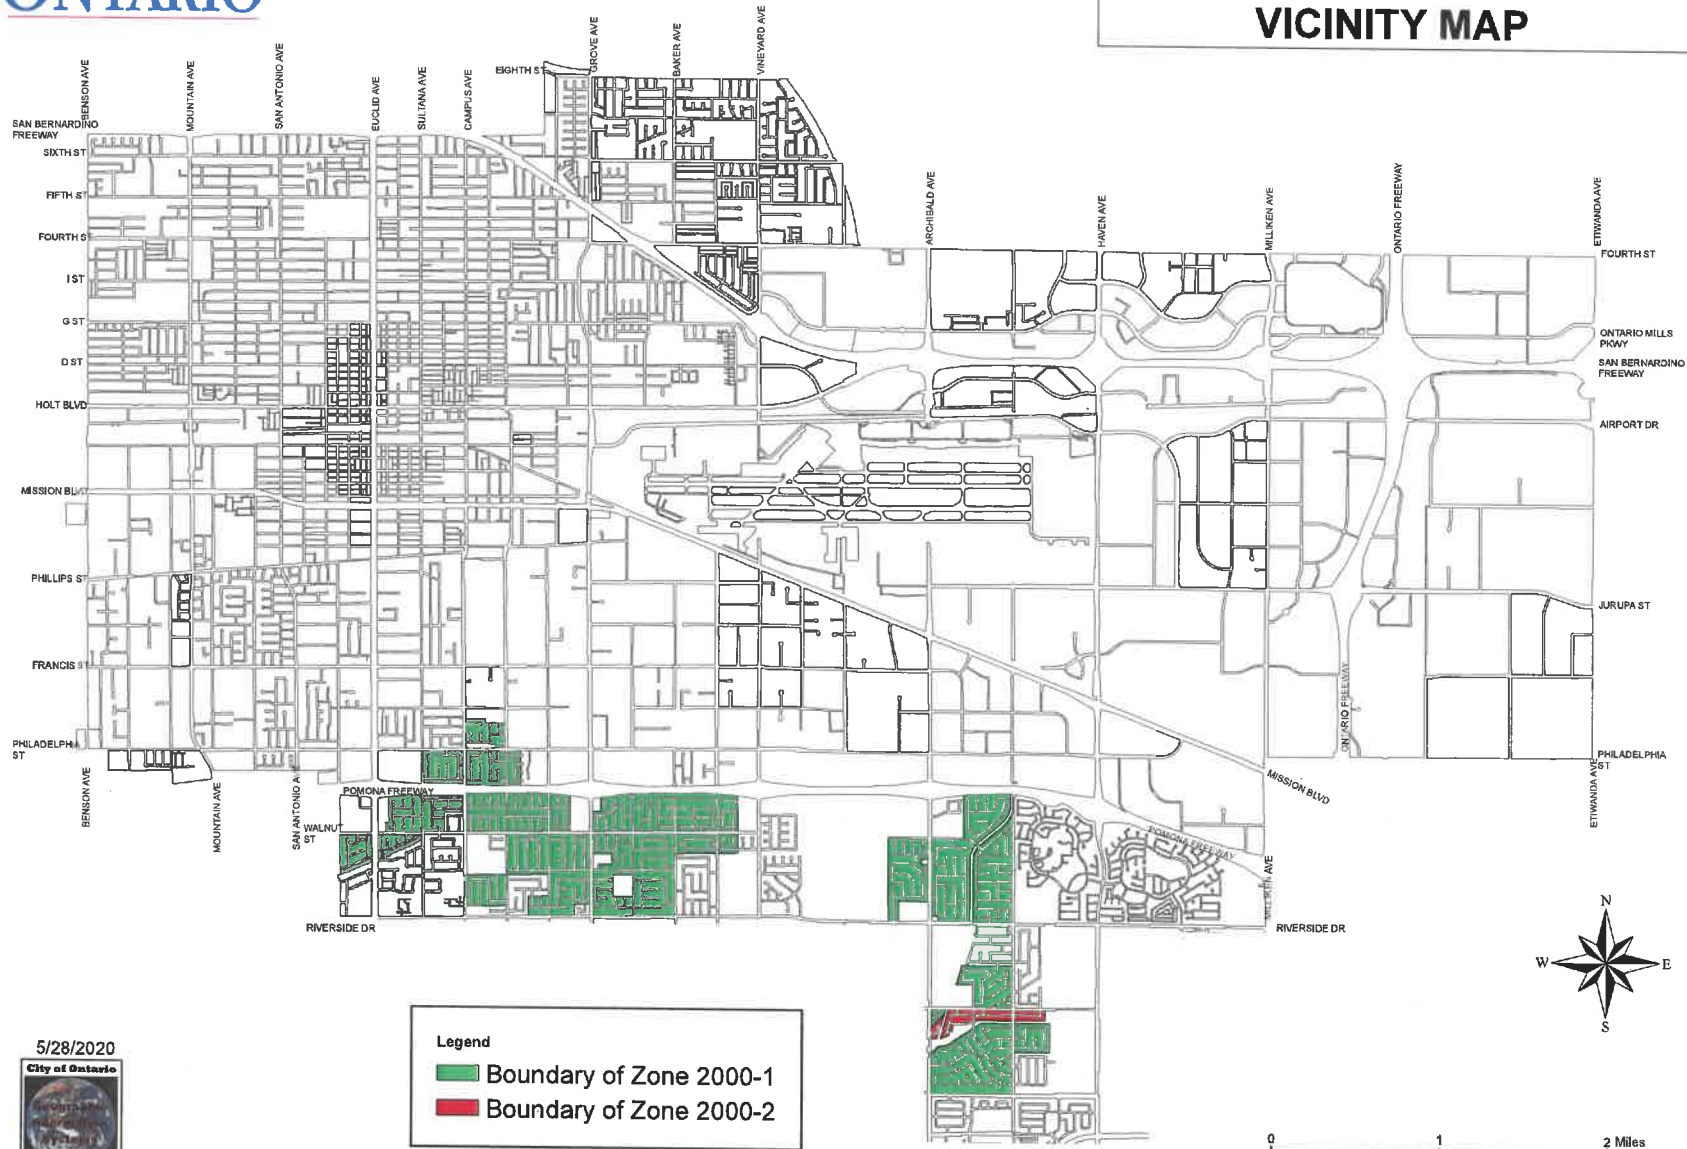 ONTARIO
VICINITY MAP
BENSON AVE
MOUNTAIN AVE
SAN ANTONIO AVE
EUCLID AVE
SULTANA AVE
CAMPUS AVE
EIGHTH ST
GROVE AVE
BAKER AVE
VINEYARD AVE
ARCHIBALD AVE
HAVEN AVE
MILLIKEN AVE
ONTARIO FREEWAY
ETIWANDA AVE
SAN BERNARDINO
FREEWAY
SIXTH ST
FIFTH ST
FOURTH ST
I ST
G ST
D ST
HOLT BLVD
MISSION BLVD
PHILLIPS ST
FRANCIS ST
PHILADELPHIA
ST
FOURTH ST
ONTARIO MILLS
PKWY
SAN BERNARDINO
FREEWAY
AIRPORT DR
JURUPA ST
ONTARIO FREEWAY
PHILADELPHIA
ST
MISSION BLVD
ETIWANDA AVE
BENSON AVE
MOUNTAIN AVE
SAN ANTONIO A
POMONA FREEWAY
WALNUT
ST
POMONA FREEWAY
MILLIKEN AVE
RIVERSIDE DR
RIVERSIDE DR
N
W
E
S
5/28/2020
City of Ontario
Geographic
Information
Systems
Legend
Boundary of Zone 2000-1
Boundary of Zone 2000-2
0 1 2 Miles